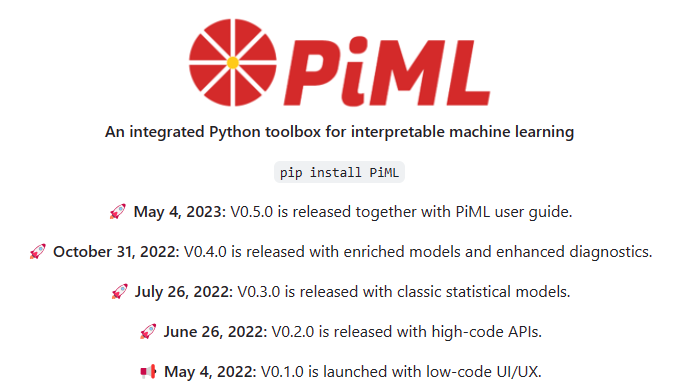 PiML
An integrated Python toolbox for interpretable machine learning
pip install PiML
🚀 May 4, 2023: V0.5.0 is released together with PiML user guide.
🚀 October 31, 2022: V0.4.0 is released with enriched models and enhanced diagnostics.
🚀 July 26, 2022: V0.3.0 is released with classic statistical models.
🚀 June 26, 2022: V0.2.0 is released with high-code APIs.
📢 May 4, 2022: V0.1.0 is launched with low-code UI/UX.